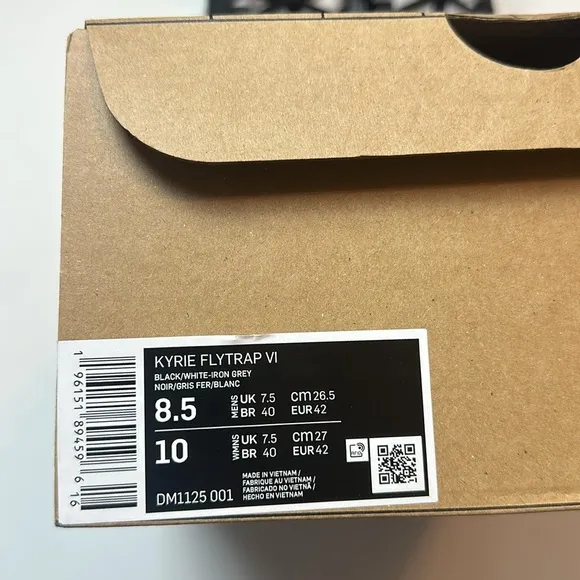 KYRIE FLYTRAP VI
BLACK/WHITE-IRON GREY
NOIR/GRIS FER/BLANC
8.5 MENS UK 7.5 CM 26.5
BR 40 EUR 42
10 WMNS UK 7.5 CM 27
BR 40 EUR 42
MADE IN VIETNAM /
FABRIQUE AU VIETNAM /
FABRICADO NO VIETNÃ /
HECHO EN VIETNAM
DM1125 001
1 96151 89459 6 16